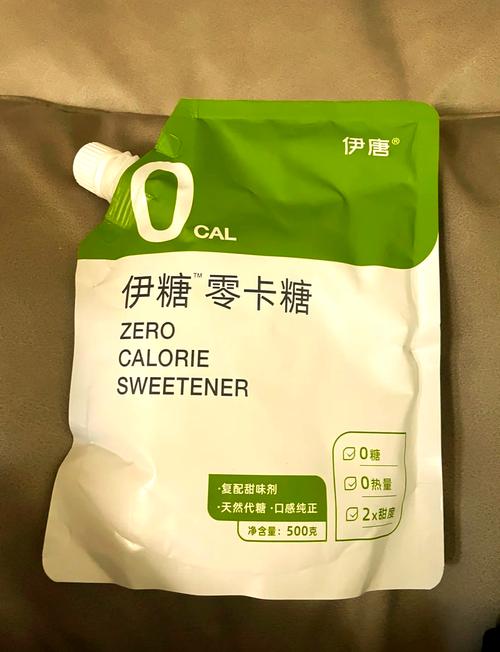 伊唐®
0 CAL
伊糖™零卡糖
ZERO
CALORIE
SWEETENER
·复配甜味剂
·天然代糖 ·口感纯正
净含量：500克
0糖
0热量
2x甜度